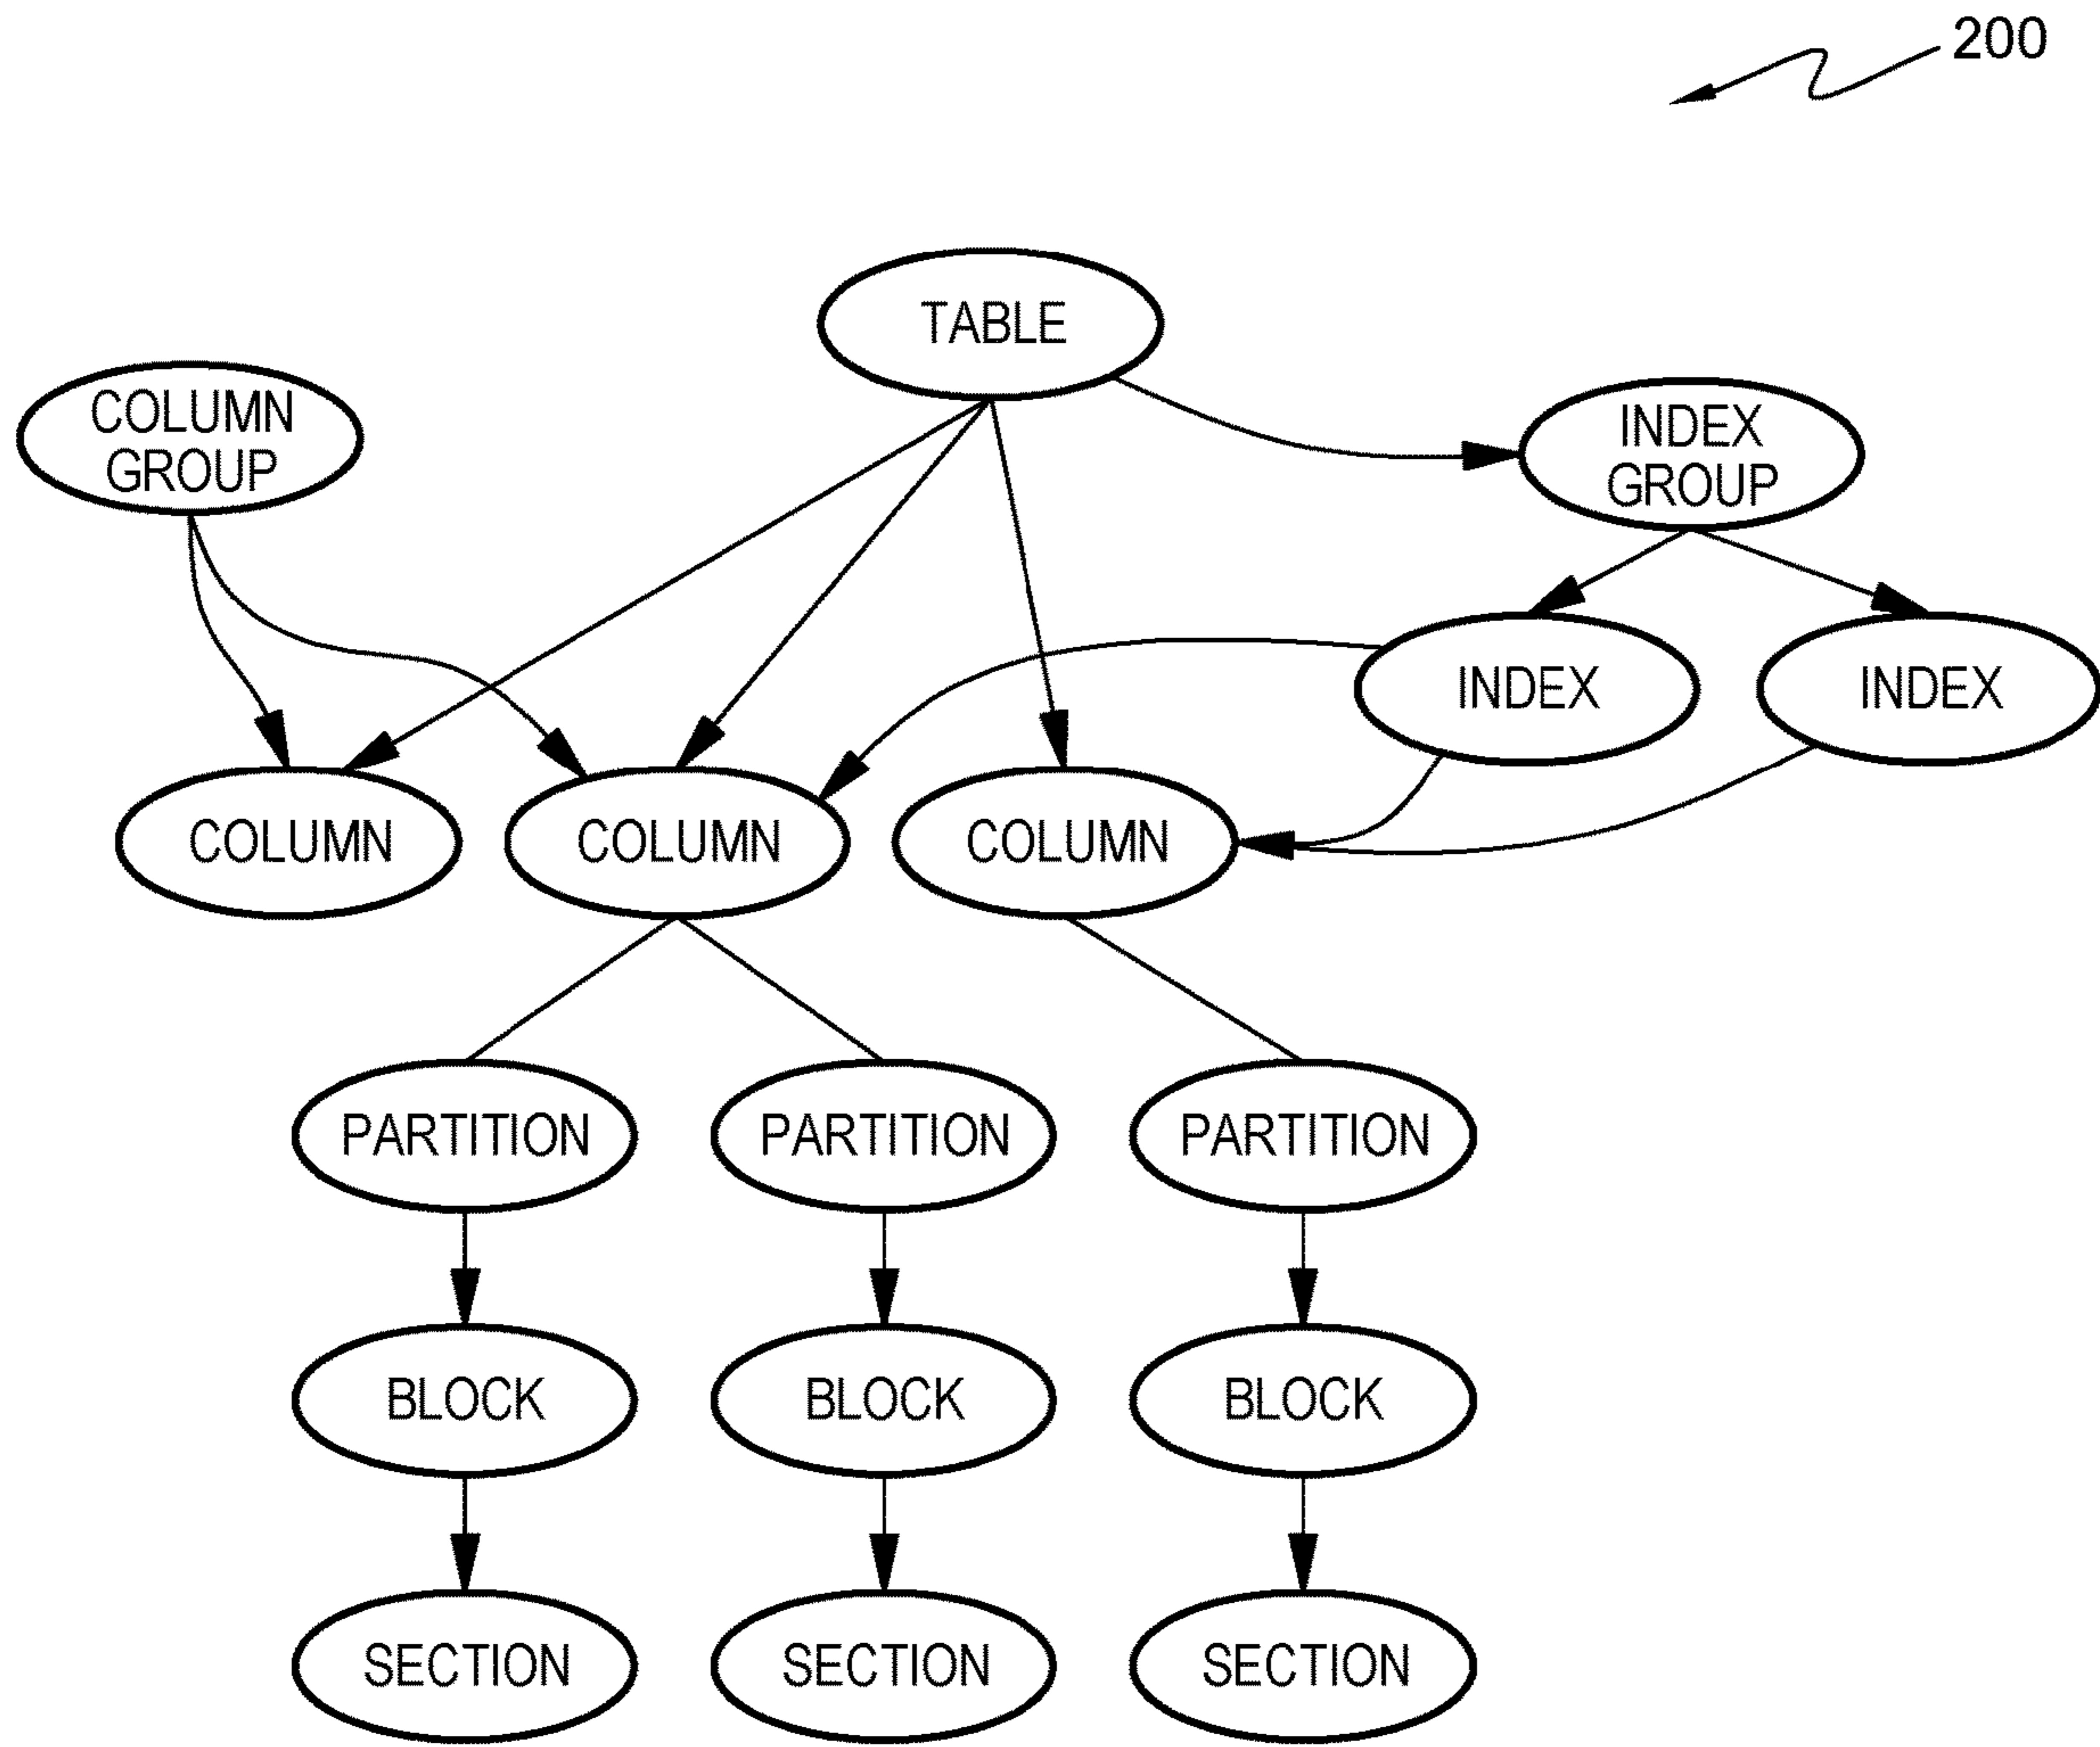 200
TABLE
COLUMN
GROUP
INDEX
GROUP
INDEX
INDEX
COLUMN
COLUMN
COLUMN
PARTITION
PARTITION
PARTITION
BLOCK
BLOCK
BLOCK
SECTION
SECTION
SECTION